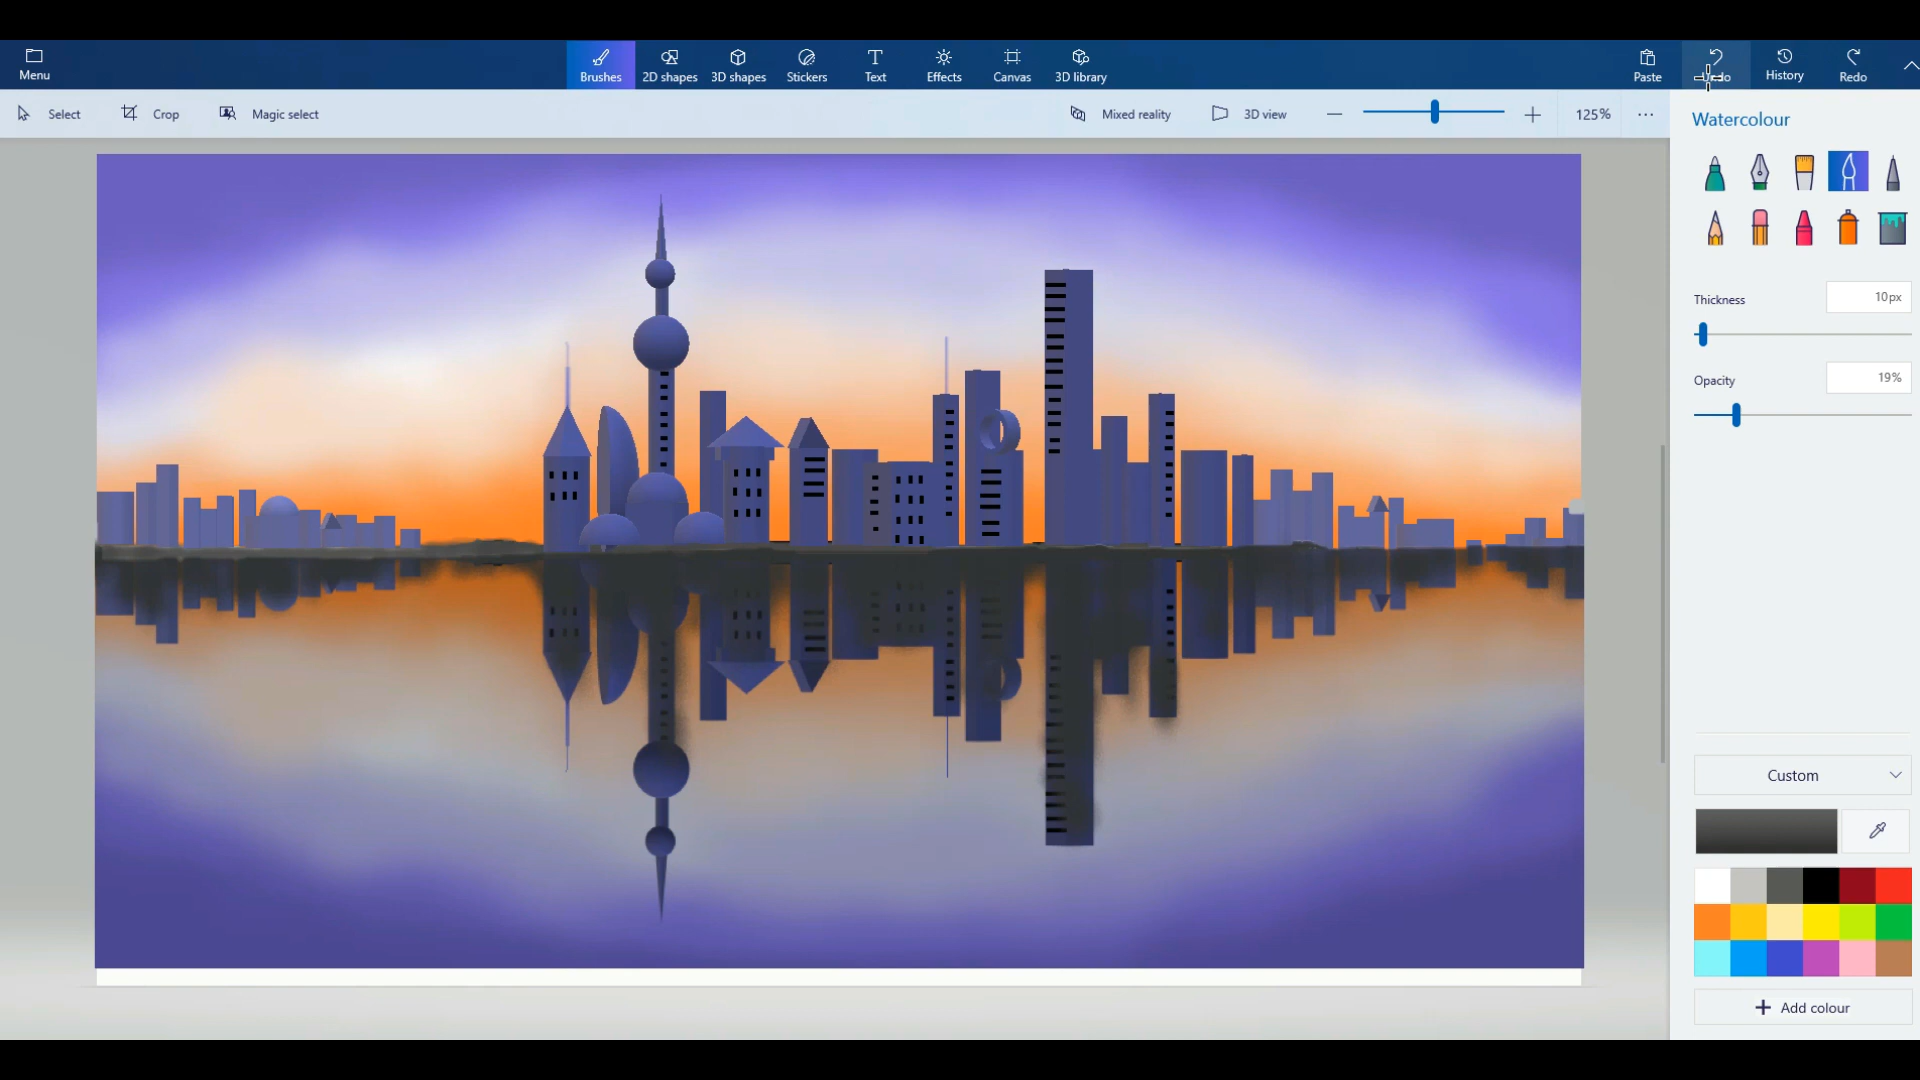 Menu
Brushes
2D shapes
3D shapes
Stickers
Text
Effects
Canvas
3D library
Paste
History
Redo
Select
Crop
Magic select
Mixed reality
3D view
125%
Watercolour
Thickness
10px
Opacity
19%
Custom
Add colour